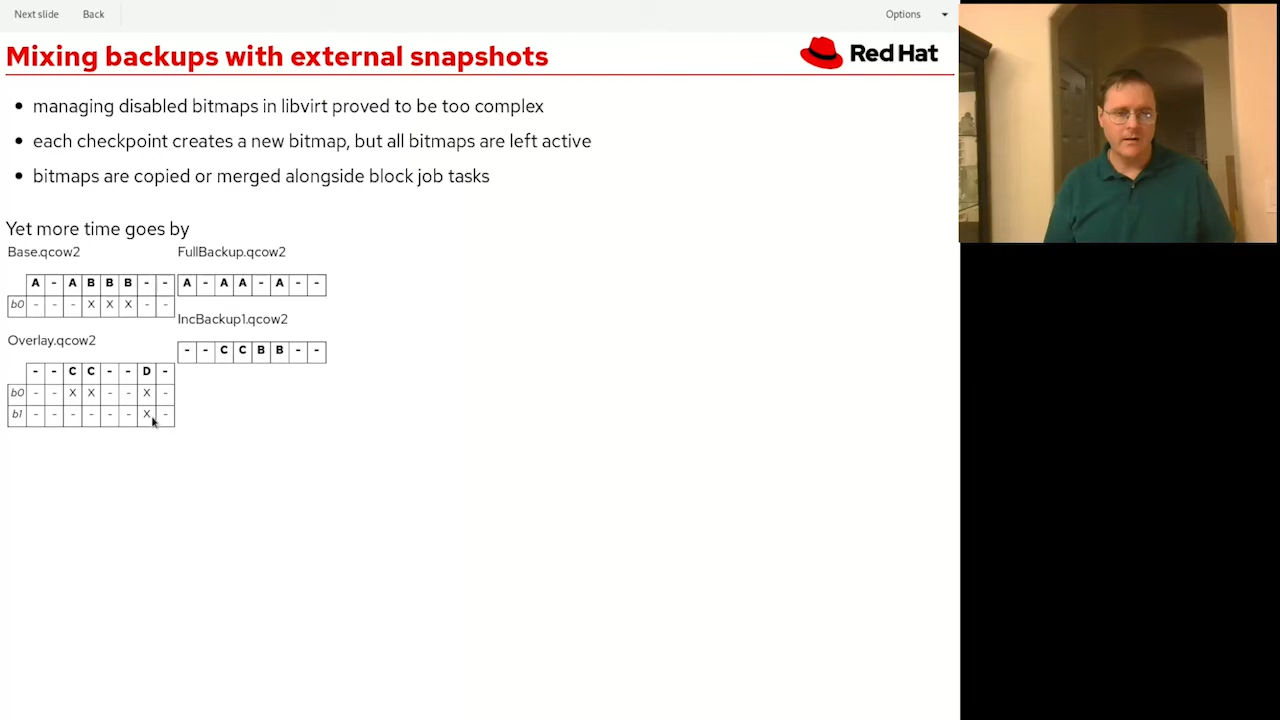 Next slide Back Options
Mixing backups with external snapshots
Red Hat
managing disabled bitmaps in libvirt proved to be too complex
each checkpoint creates a new bitmap, but all bitmaps are left active
bitmaps are copied or merged alongside block job tasks
Yet more time goes by
Base.qcow2
A - A B B B - -
b0 - - - X X X - -
FullBackup.qcow2
A - A A - A - -
IncBackup1.qcow2
- - C C B B - -
Overlay.qcow2
- - C C - - D -
b0 - - X X - - X -
b1 - - - - - - X -